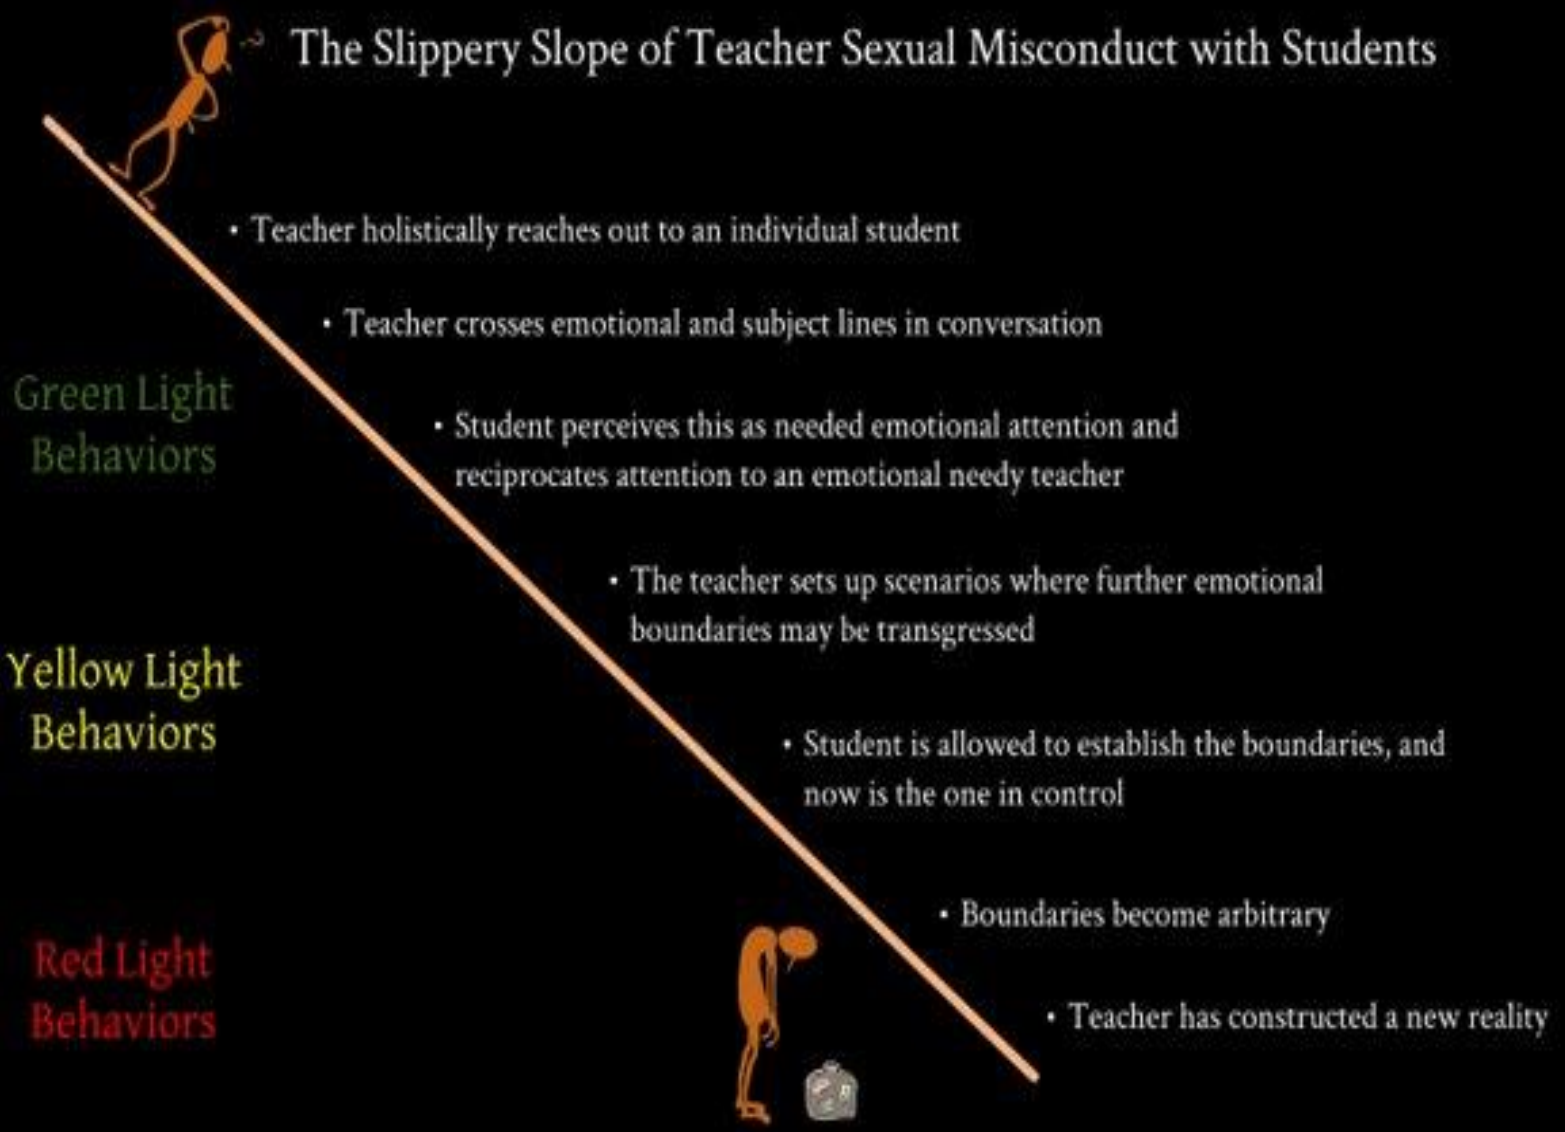 The Slippery Slope of Teacher Sexual Misconduct with Students
• Teacher holistically reaches out to an individual student
• Teacher crosses emotional and subject lines in conversation
Green Light
Behaviors
• Student perceives this as needed emotional attention and
reciprocates attention to an emotional needy teacher
• The teacher sets up scenarios where further emotional
boundaries may be transgressed
Yellow Light
Behaviors
• Student is allowed to establish the boundaries, and
now is the one in control
• Boundaries become arbitrary
Red Light
Behaviors
• Teacher has constructed a new reality